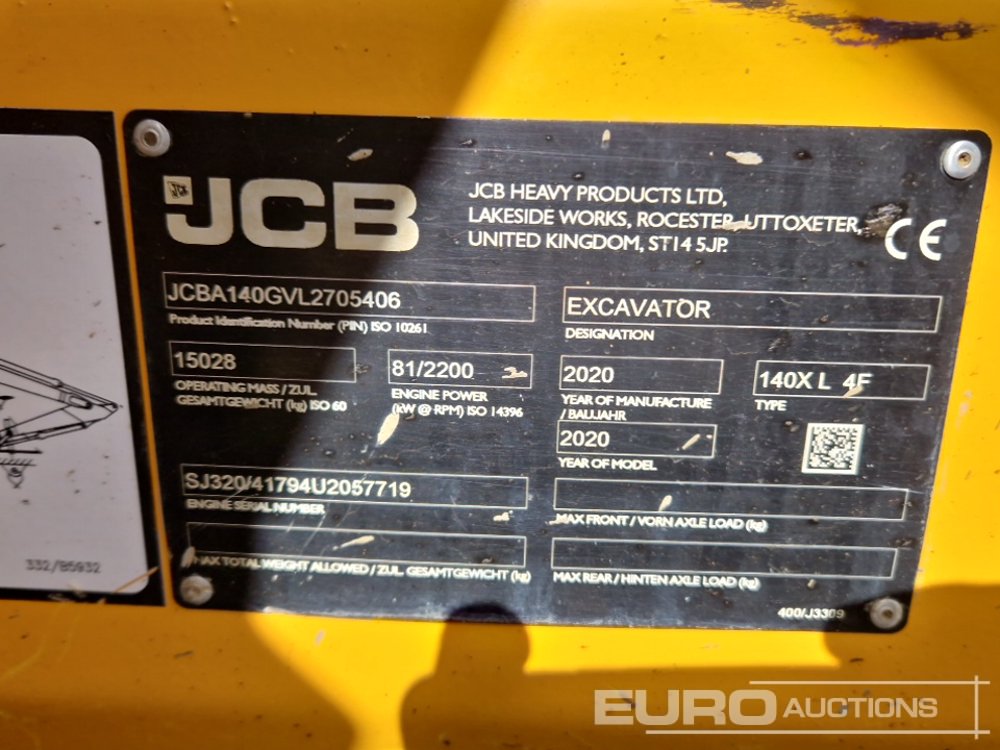 JCB
JCB
JCB HEAVY PRODUCTS LTD,
LAKESIDE WORKS, ROCESTER, UTTOXETER,
UNITED KINGDOM, ST14 5JP.
CE
JCBA140GVL2705406
Product Identification Number (PIN) ISO 10261
EXCAVATOR
DESIGNATION
15028
OPERATING MASS / ZUL.
GESAMTGEWICHT (kg) ISO 60
81/2200
ENGINE POWER
(kW @ RPM) ISO 14396
2020
YEAR OF MANUFACTURE
/ BAUJAHR
140X L 4F
TYPE
2020
YEAR OF MODEL
SJ320/41794U2057719
ENGINE SERIAL NUMBER
MAX FRONT / VORN AXLE LOAD (kg)
MAX TOTAL WEIGHT ALLOWED / ZUL. GESAMTGEWICHT (kg)
MAX REAR / HINTEN AXLE LOAD (kg)
400/J3309
332/B5932
EURO AUCTIONS